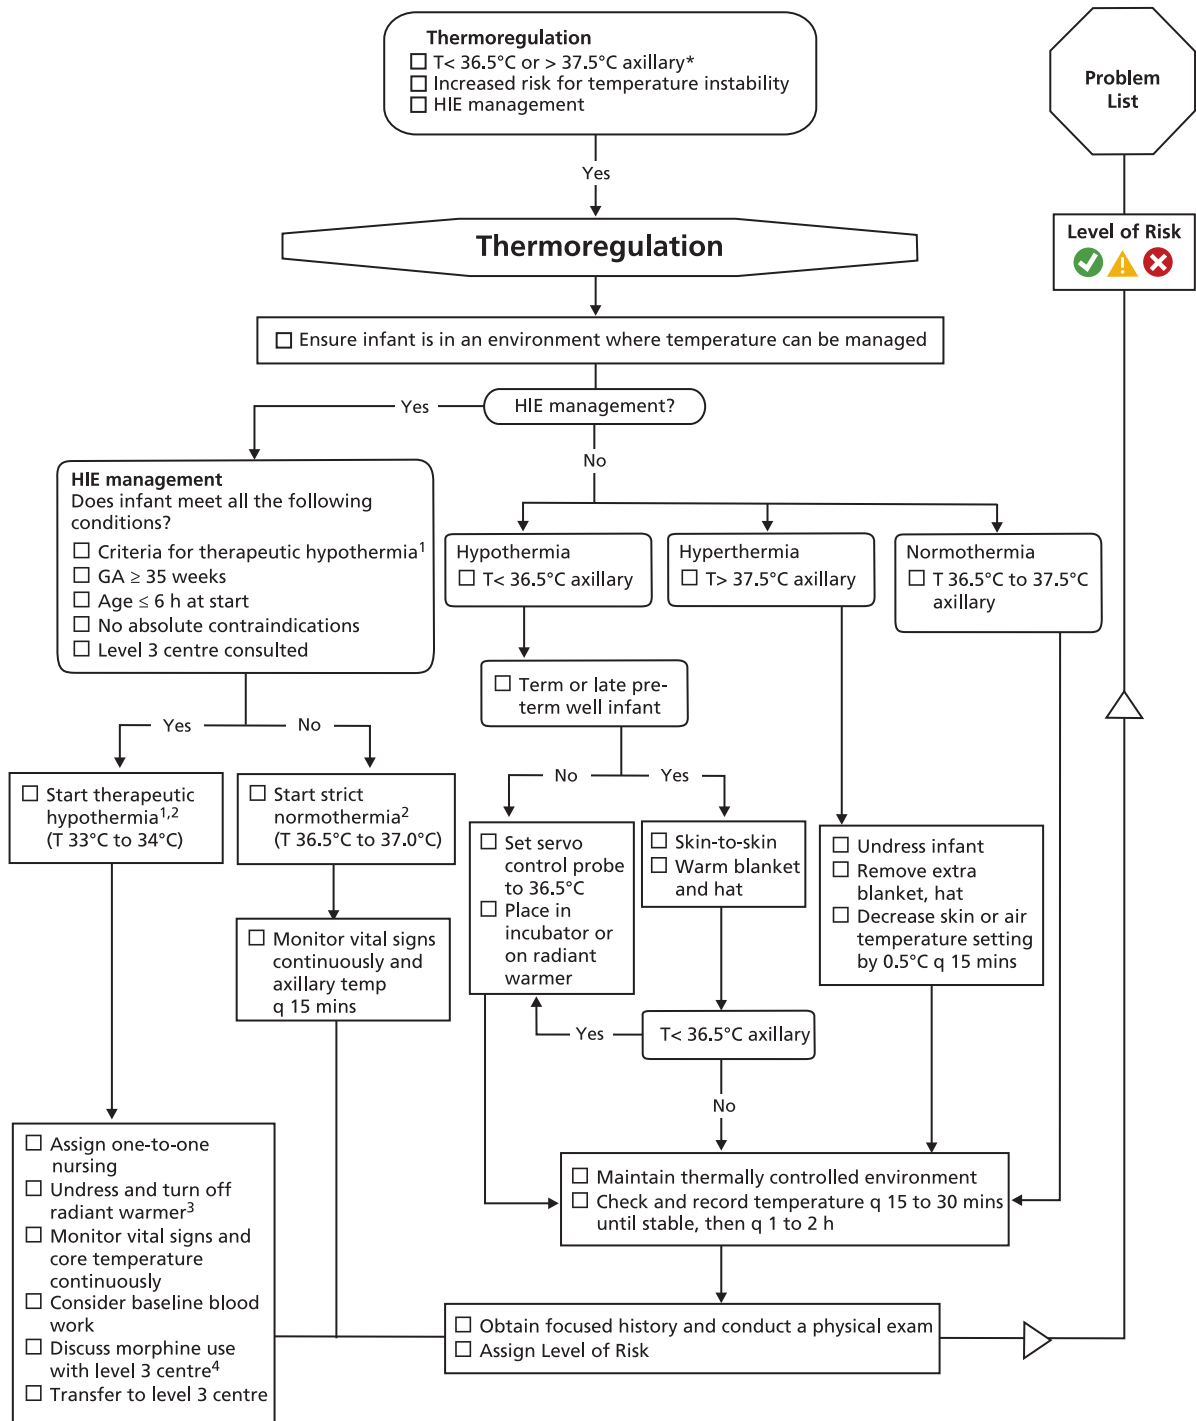 Thermoregulation
☐ T< 36.5°C or > 37.5°C axillary*
☐ Increased risk for temperature instability
☐ HIE management
Problem
List
Yes
Level of Risk
Thermoregulation
☐ Ensure infant is in an environment where temperature can be managed
HIE management?
Yes
No
HIE management
Does infant meet all the following
conditions?
☐ Criteria for therapeutic hypothermia¹
☐ GA ≥ 35 weeks
☐ Age ≤ 6 h at start
☐ No absolute contraindications
☐ Level 3 centre consulted
Hypothermia
☐ T< 36.5°C axillary
Hyperthermia
☐ T> 37.5°C axillary
Normothermia
☐ T 36.5°C to 37.5°C
axillary
☐ Term or late pre-
term well infant
Yes
No
No
Yes
☐ Start therapeutic
hypothermia¹,²
(T 33°C to 34°C)
☐ Start strict
normothermia²
(T 36.5°C to 37.0°C)
☐ Set servo
control probe
to 36.5°C
☐ Place in
incubator or
on radiant
warmer
☐ Skin-to-skin
☐ Warm blanket
and hat
☐ Undress infant
☐ Remove extra
blanket, hat
☐ Decrease skin or air
temperature setting
by 0.5°C q 15 mins
☐ Monitor vital signs
continuously and
axillary temp
q 15 mins
Yes
T< 36.5°C axillary
No
☐ Assign one-to-one
nursing
☐ Undress and turn off
radiant warmer³
☐ Monitor vital signs and
core temperature
continuously
☐ Consider baseline blood
work
☐ Discuss morphine use
with level 3 centre⁴
☐ Transfer to level 3 centre
☐ Maintain thermally controlled environment
☐ Check and record temperature q 15 to 30 mins
until stable, then q 1 to 2 h
☐ Obtain focused history and conduct a physical exam
☐ Assign Level of Risk